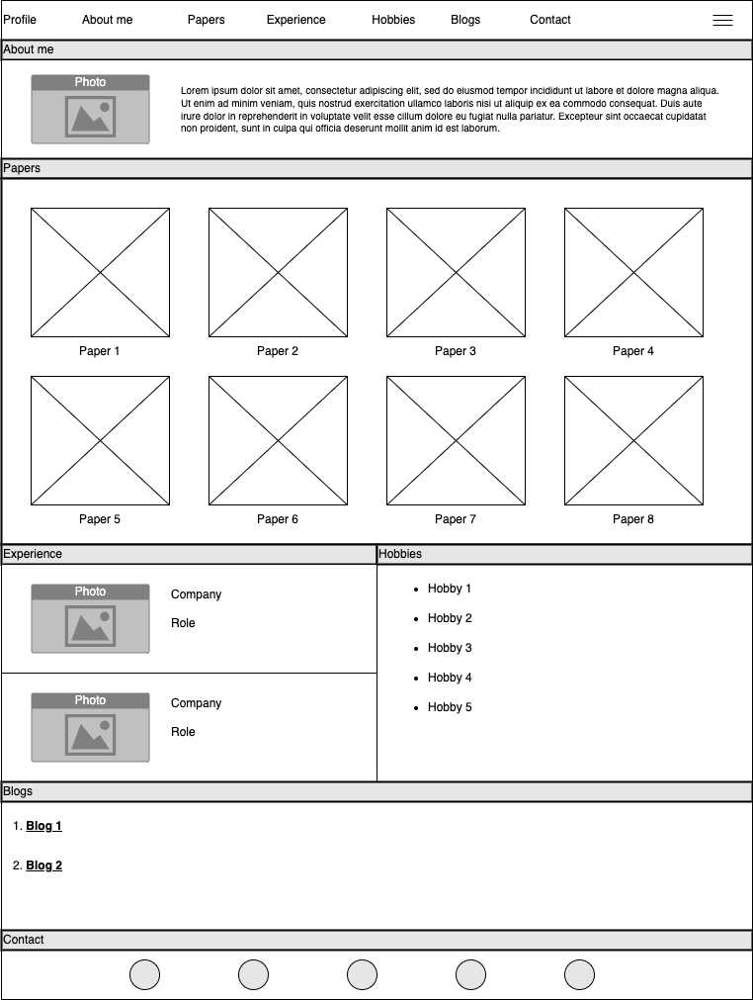 Profile About me Papers Experience Hobbies Blogs Contact
About me
Photo
Lorem ipsum dolor sit amet, consectetur adipiscing elit, sed do eiusmod tempor incididunt ut labore et dolore magna aliqua.
Ut enim ad minim veniam, quis nostrud exercitation ullamco laboris nisi ut aliquip ex ea commodo consequat. Duis aute
irure dolor in reprehenderit in voluptate velit esse cillum dolore eu fugiat nulla pariatur. Excepteur sint occaecat cupidatat
non proident, sunt in culpa qui officia deserunt mollit anim id est laborum.
Papers
Paper 1 Paper 2 Paper 3 Paper 4
Paper 5 Paper 6 Paper 7 Paper 8
Experience
Photo
Company
Role
Photo
Company
Role
Hobbies
• Hobby 1
• Hobby 2
• Hobby 3
• Hobby 4
• Hobby 5
Blogs
1. Blog 1
2. Blog 2
Contact